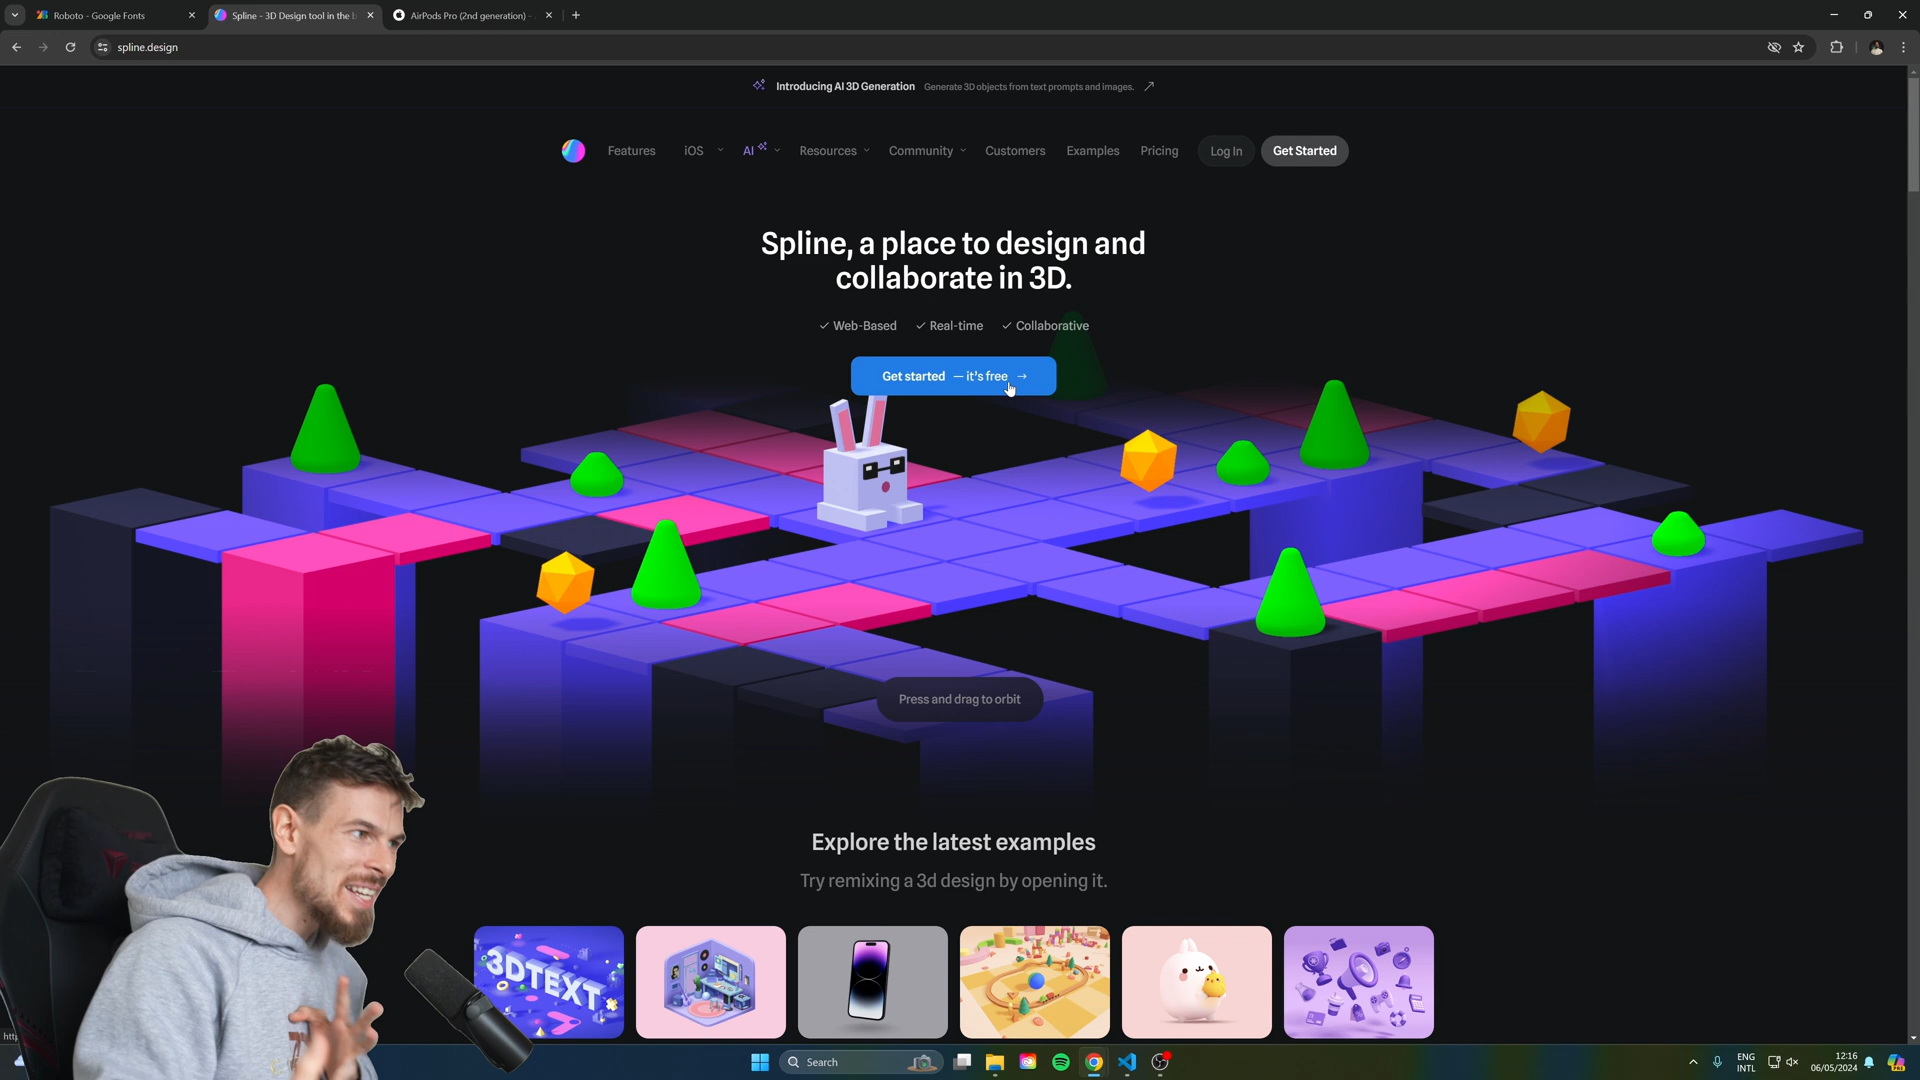 Roboto - Google Fonts
Spline - 3D Design tool in the b
AirPods Pro (2nd generation) -
spline.design
Introducing AI 3D Generation Generate 3D objects from text prompts and images.
Features iOS AI Resources Community Customers Examples Pricing Log In Get Started
Spline, a place to design and
collaborate in 3D.
Web-Based Real-time Collaborative
Get started — it's free →
Press and drag to orbit
Explore the latest examples
Try remixing a 3d design by opening it.
3DTEXT
Search
ENG
INTL
12:16
06/05/2024